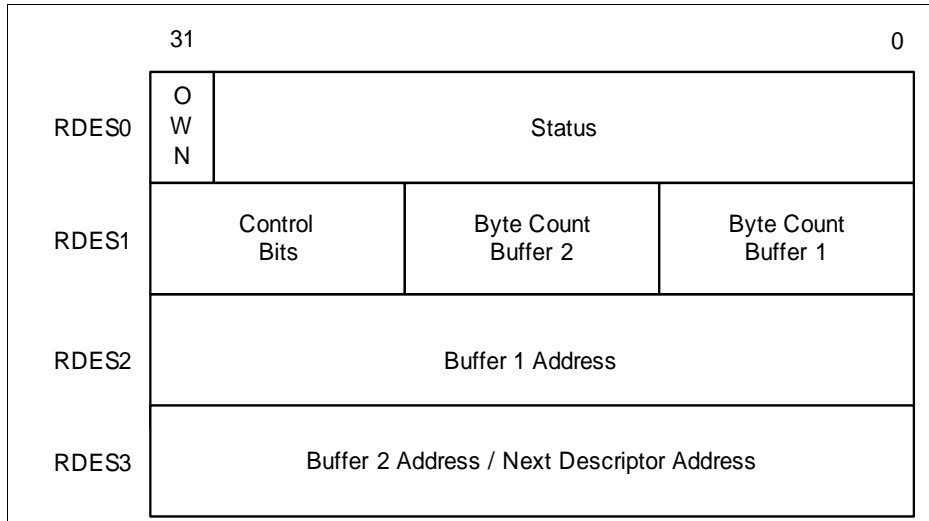 31 0
RDES0
O
W
N
Status
RDES1
Control
Bits
Byte Count
Buffer 2
Byte Count
Buffer 1
RDES2
Buffer 1 Address
RDES3
Buffer 2 Address / Next Descriptor Address